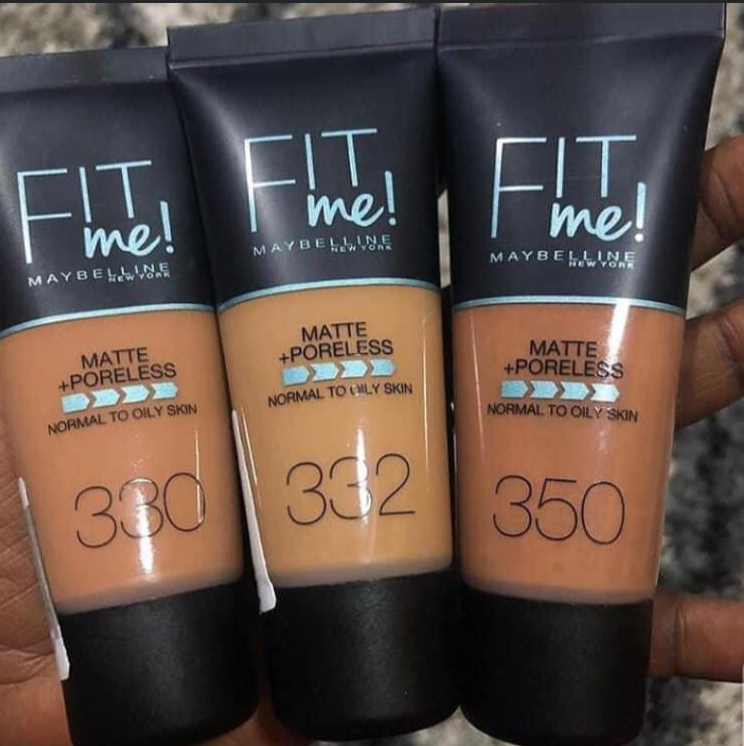 FIT
me!
MAYBELLINE
NEW YORK
MATTE
+PORELESS
NORMAL TO OILY SKIN
330
FIT
me!
MAYBELLINE
NEW YORK
MATTE
+PORELESS
NORMAL TO OILY SKIN
332
FIT
me!
MAYBELLINE
NEW YORK
MATTE
+PORELESS
NORMAL TO OILY SKIN
350